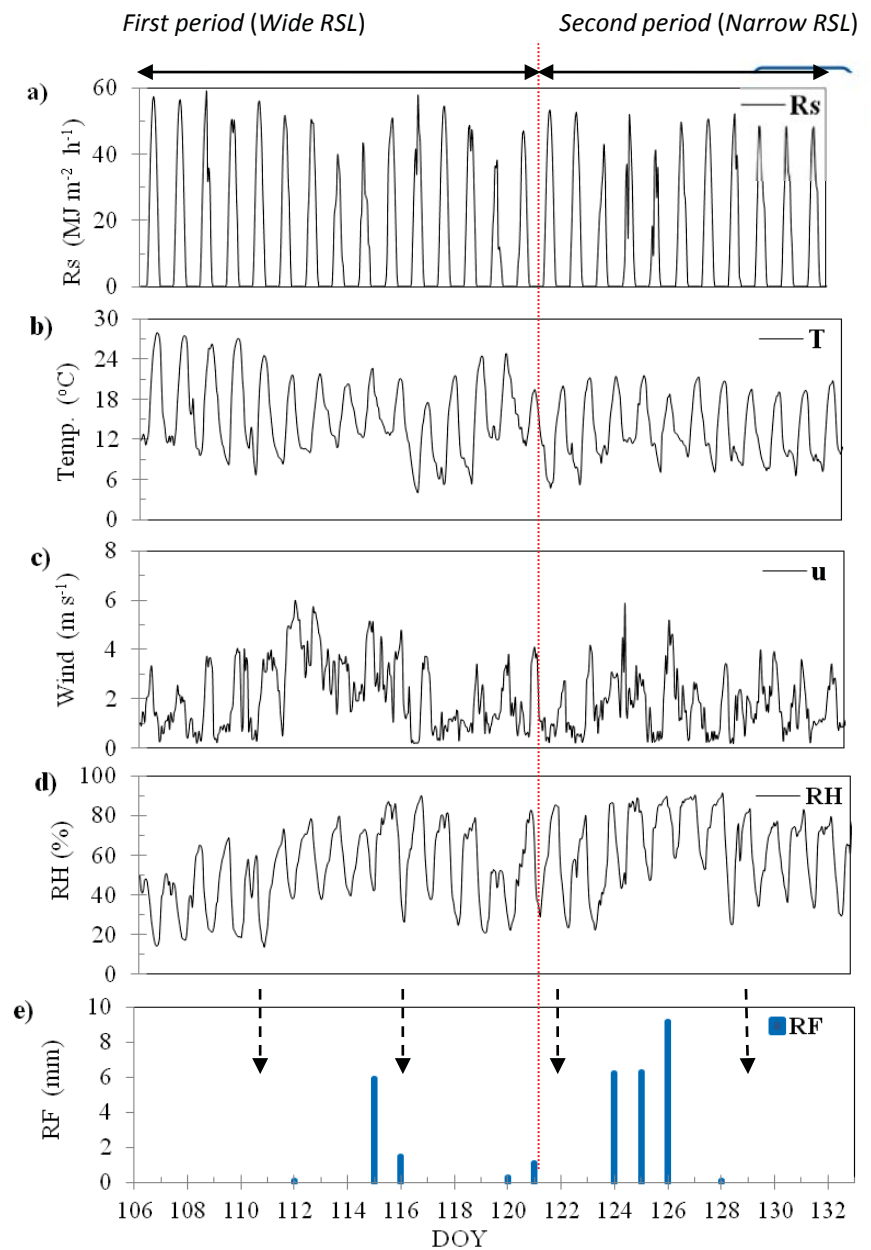 First period (Wide RSL) Second period (Narrow RSL)
a)
60
40
20
0
Rs (MJ m-2 h-1)
Rs
b)
30
24
18
12
6
0
Temp. (°C)
T
c)
8
6
4
2
0
Wind (m s-1)
u
d)
100
80
60
40
20
0
RH (%)
RH
e)
10
8
6
4
2
0
RF (mm)
RF
106 108 110 112 114 116 118 120 122 124 126 128 130 132
DOY